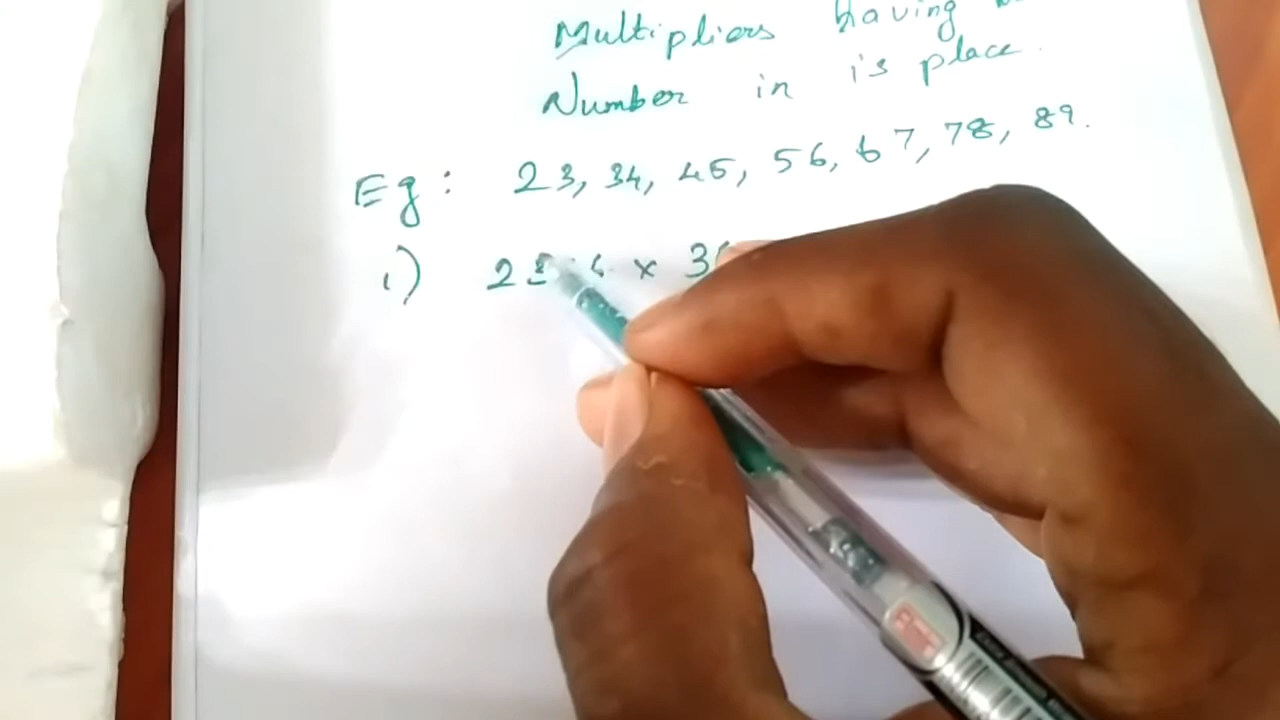 Multipliers having
Number in 1's place.
Eg: 23, 34, 45, 56, 67, 78, 89.
1) x